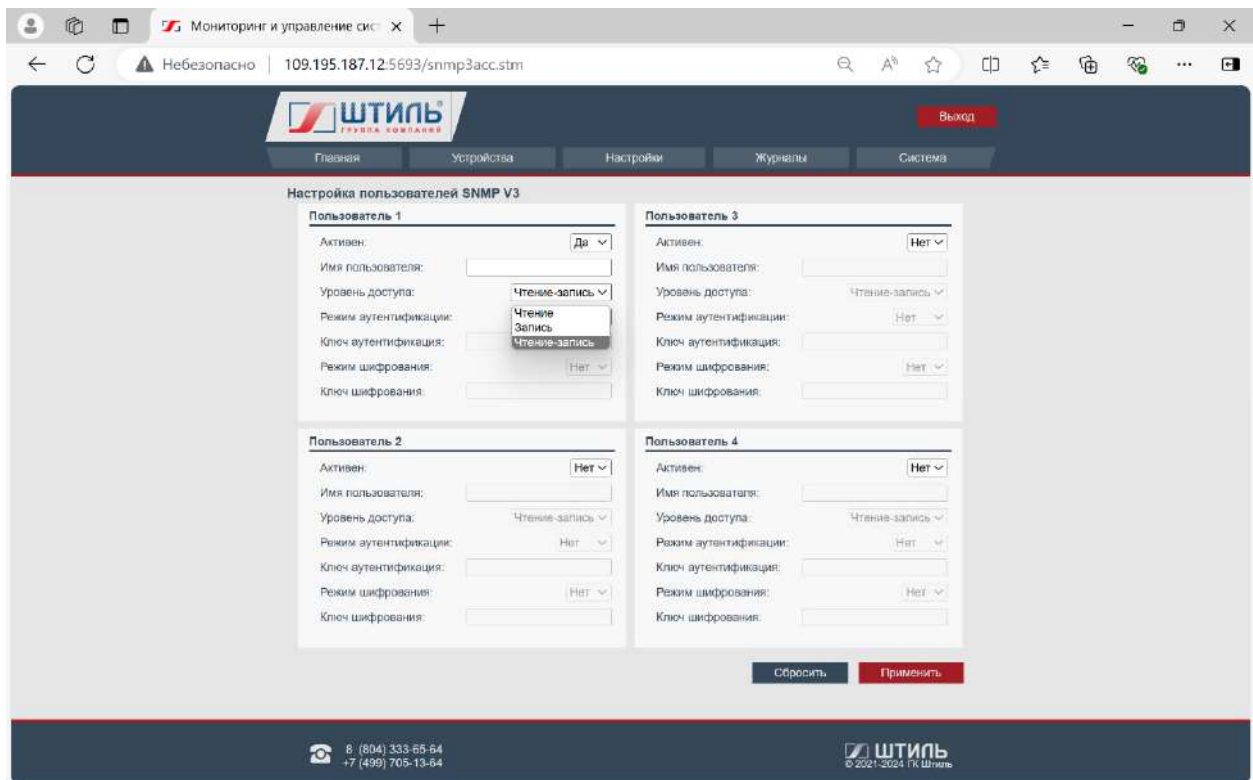 Мониторинг и управление сис
Небезопасно
109.195.187.12:5693/snmp3acc.stm
ШТИЛЬ
ГРУППА КОМПАНИЙ
Выход
Главная
Устройства
Настройки
Журналы
Система
Настройка пользователей SNMP V3
Пользователь 1
Активен: Да
Имя пользователя:
Уровень доступа: Чтение-запись
Чтение
Запись
Чтение-запись
Режим аутентификации:
Ключ аутентификация:
Режим шифрования: Нет
Ключ шифрования:
Пользователь 3
Активен: Нет
Имя пользователя:
Уровень доступа: Чтение-запись
Режим аутентификации: Нет
Ключ аутентификация:
Режим шифрования: Нет
Ключ шифрования:
Пользователь 2
Активен: Нет
Имя пользователя:
Уровень доступа: Чтение-запись
Режим аутентификации: Нет
Ключ аутентификация:
Режим шифрования: Нет
Ключ шифрования:
Пользователь 4
Активен: Нет
Имя пользователя:
Уровень доступа: Чтение-запись
Режим аутентификации: Нет
Ключ аутентификация:
Режим шифрования: Нет
Ключ шифрования:
Сбросить
Применить
8 (804) 333-65-64
+7 (499) 705-13-64
ШТИЛЬ
© 2021-2024 ГК Штиль